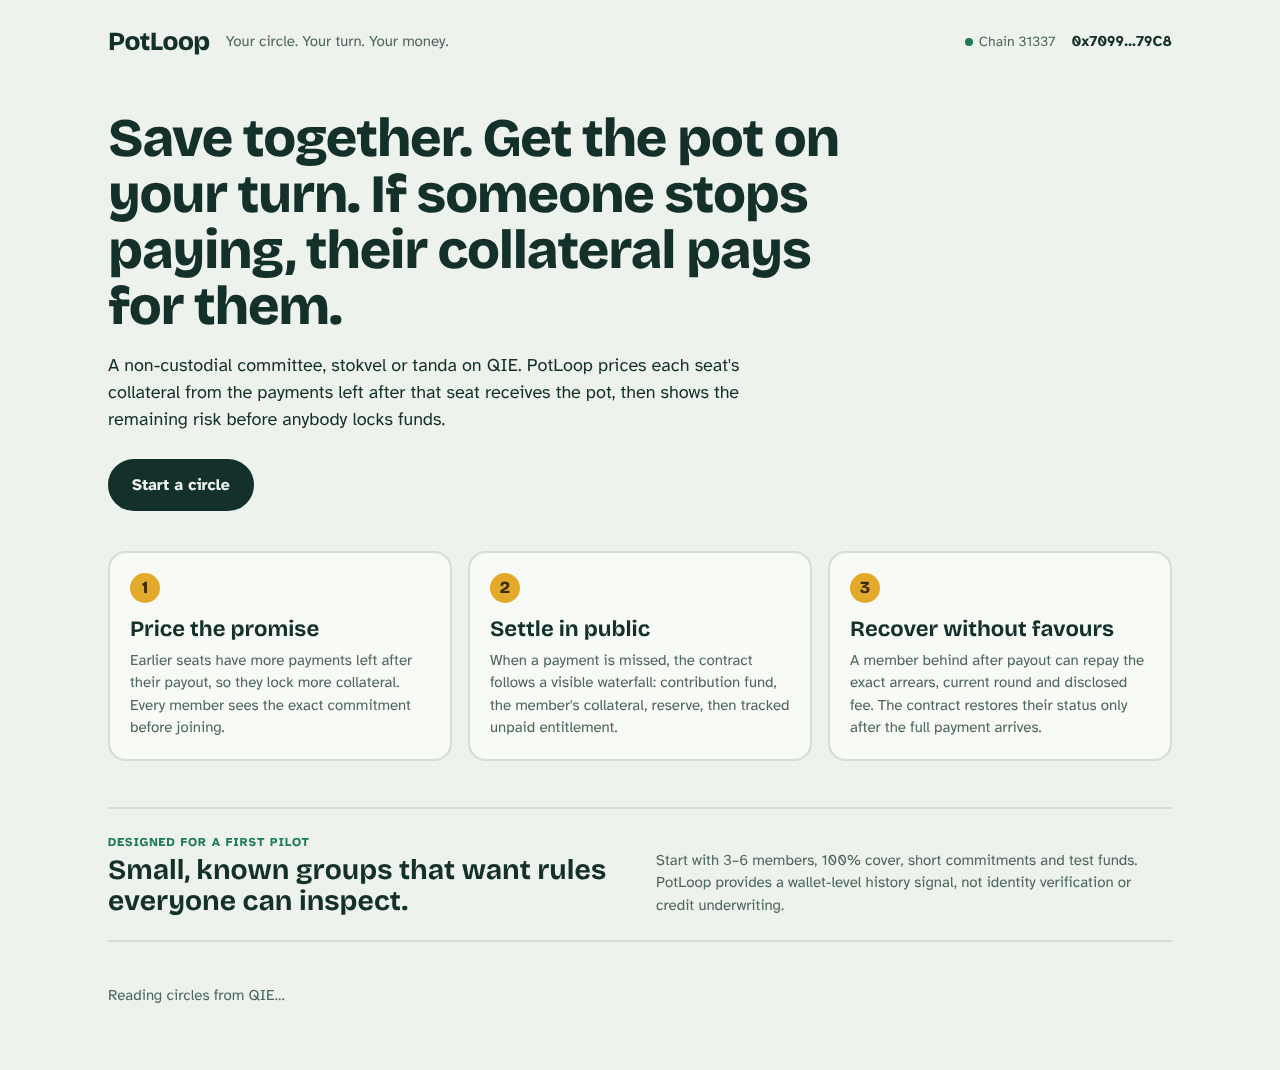 PotLoop Your circle. Your turn. Your money. Chain 31337 0x7099...79C8
Save together. Get the pot on
your turn. If someone stops
paying, their collateral pays
for them.
A non-custodial committee, stokvel or tanda on QIE. PotLoop prices each seat's
collateral from the payments left after that seat receives the pot, then shows the
remaining risk before anybody locks funds.
Start a circle
1
Price the promise
Earlier seats have more payments left after
their payout, so they lock more collateral.
Every member sees the exact commitment
before joining.
2
Settle in public
When a payment is missed, the contract
follows a visible waterfall: contribution fund,
the member's collateral, reserve, then tracked
unpaid entitlement.
3
Recover without favours
A member behind after payout can repay the
exact arrears, current round and disclosed
fee. The contract restores their status only
after the full payment arrives.
DESIGNED FOR A FIRST PILOT
Small, known groups that want rules
everyone can inspect.
Start with 3–6 members, 100% cover, short commitments and test funds.
PotLoop provides a wallet-level history signal, not identity verification or
credit underwriting.
Reading circles from QIE...